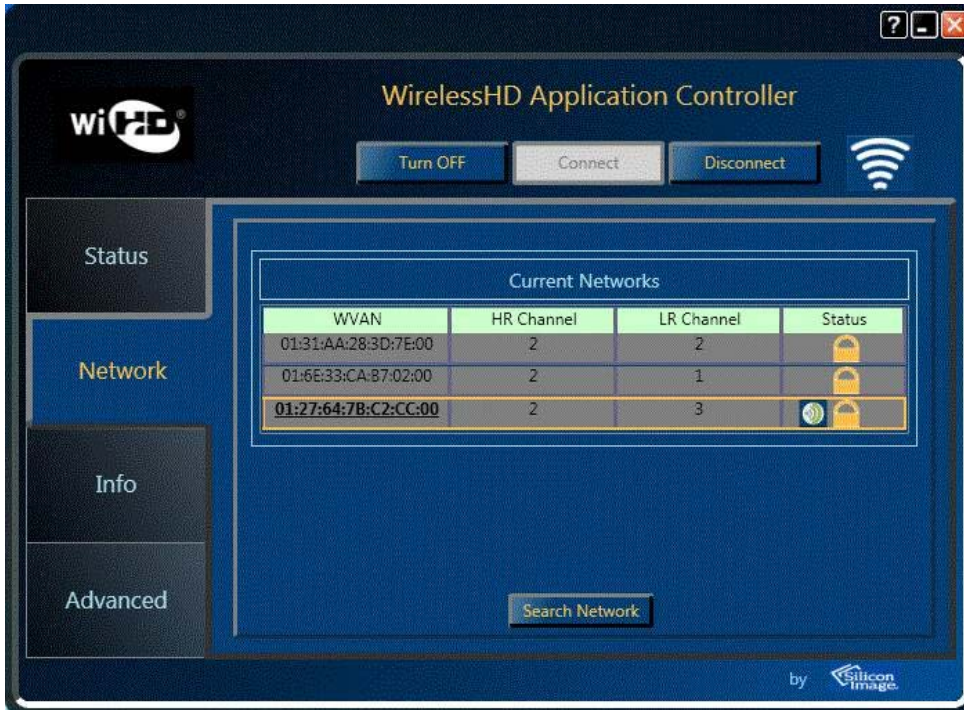 ?
wiHD®
WirelessHD Application Controller
Turn OFF Connect Disconnect
Status
Current Networks
WVAN HR Channel LR Channel Status
01:31:AA:28:3D:7E:00 2 2
01:6E:33:CA:B7:02:00 2 1
01:27:64:7B:C2:CC:00 2 3
Network
Info
Advanced
Search Network
by Silicon
Image